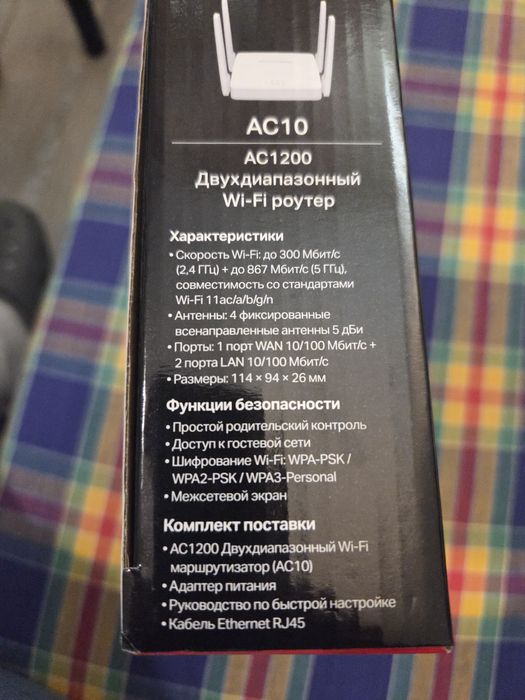 AC10
AC1200
Двухдиапазонный
Wi-Fi роутер
Характеристики
• Скорость Wi-Fi: до 300 Мбит/с
(2,4 ГГц) + до 867 Мбит/с (5 ГГц),
совместимость со стандартами
Wi-Fi 11ac/a/b/g/n
• Антенны: 4 фиксированные
всенаправленные антенны 5 дБи
• Порты: 1 порт WAN 10/100 Мбит/с +
2 порта LAN 10/100 Мбит/с
• Размеры: 114 × 94 × 26 мм
Функции безопасности
• Простой родительский контроль
• Доступ к гостевой сети
• Шифрование Wi-Fi: WPA-PSK /
WPA2-PSK / WPA3-Personal
• Межсетевой экран
Комплект поставки
• AC1200 Двухдиапазонный Wi-Fi
маршрутизатор (AC10)
• Адаптер питания
• Руководство по быстрой настройке
• Кабель Ethernet RJ45